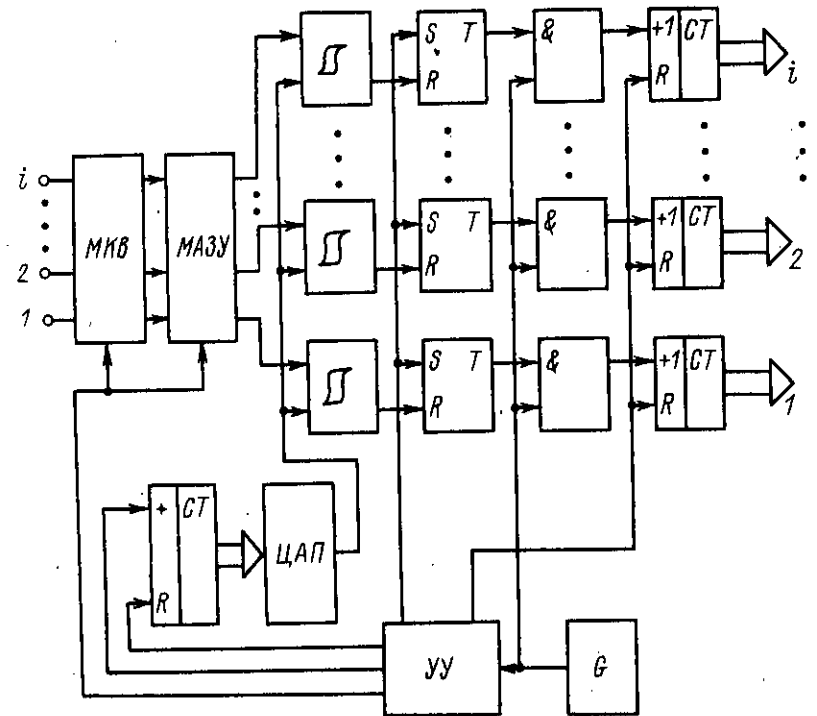 S T & +1 CT
R R i
i
МКВ МАЗУ
S T & +1 CT
R R 2
2
1
S T & +1 CT
R R 1
+ CT
ЦАП
R
УУ G